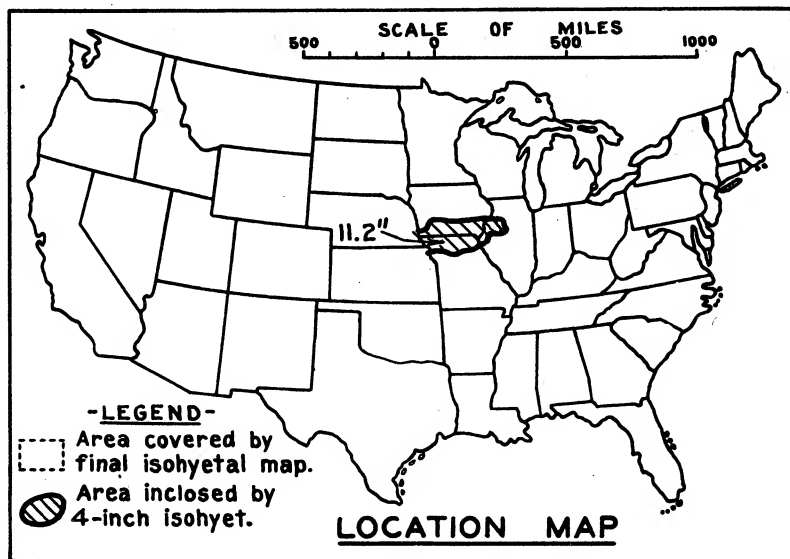 SCALE OF MILES
500 0 500 1000
11.2"
-LEGEND-
Area covered by
final isohyetal map.
Area inclosed by
4-inch isohyet.
LOCATION MAP